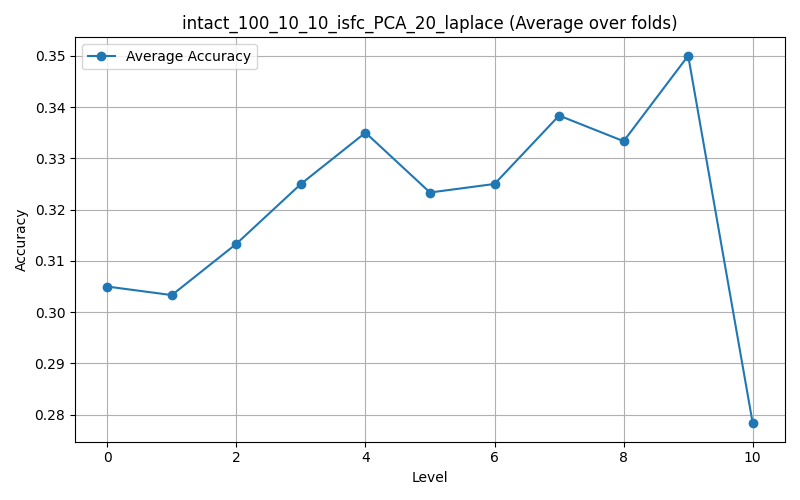 intact_100_10_10_isfc_PCA_20_laplace (Average over folds)
Average Accuracy
0.35
0.34
0.33
0.32
0.31
0.30
0.29
0.28
Accuracy
0 2 4 6 8 10
Level